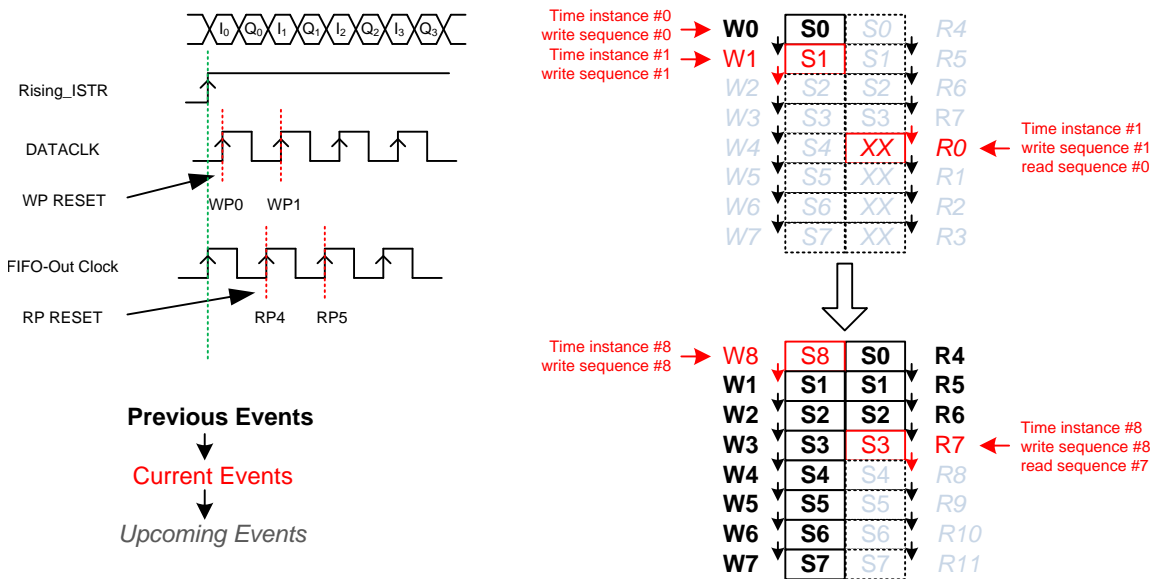 I0 Q0 I1 Q1 I2 Q2 I3 Q3
Rising_ISTR
DATACLK
WP RESET
WP0 WP1
FIFO-Out Clock
RP RESET
RP4 RP5
Previous Events
Current Events
Upcoming Events
Time instance #0
write sequence #0
Time instance #1
write sequence #1
W0 S0 S0 R4
W1 S1 S1 R5
W2 S2 S2 R6
W3 S3 S3 R7
W4 S4 XX R0
W5 S5 XX R1
W6 S6 XX R2
W7 S7 XX R3
Time instance #1
write sequence #1
read sequence #0
Time instance #8
write sequence #8
W8 S8 S0 R4
W1 S1 S1 R5
W2 S2 S2 R6
W3 S3 S3 R7
W4 S4 S4 R8
W5 S5 S5 R9
W6 S6 S6 R10
W7 S7 S7 R11
Time instance #8
write sequence #8
read sequence #7